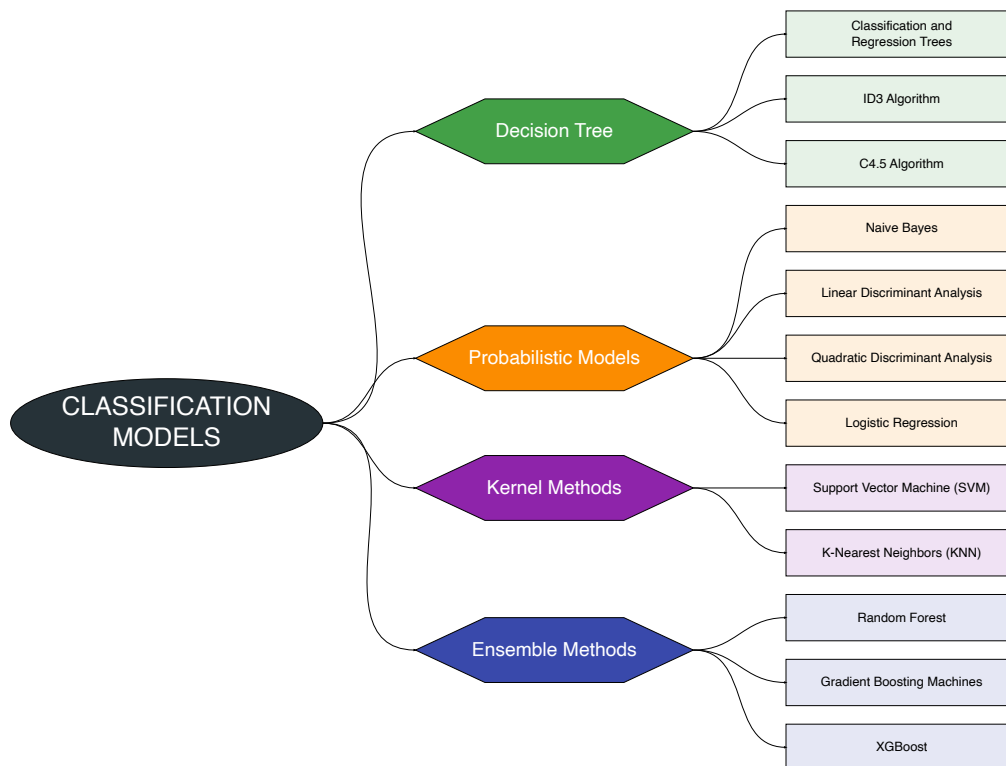 CLASSIFICATION
MODELS
Decision Tree
Classification and
Regression Trees
ID3 Algorithm
C4.5 Algorithm
Probabilistic Models
Naive Bayes
Linear Discriminant Analysis
Quadratic Discriminant Analysis
Logistic Regression
Kernel Methods
Support Vector Machine (SVM)
K-Nearest Neighbors (KNN)
Ensemble Methods
Random Forest
Gradient Boosting Machines
XGBoost